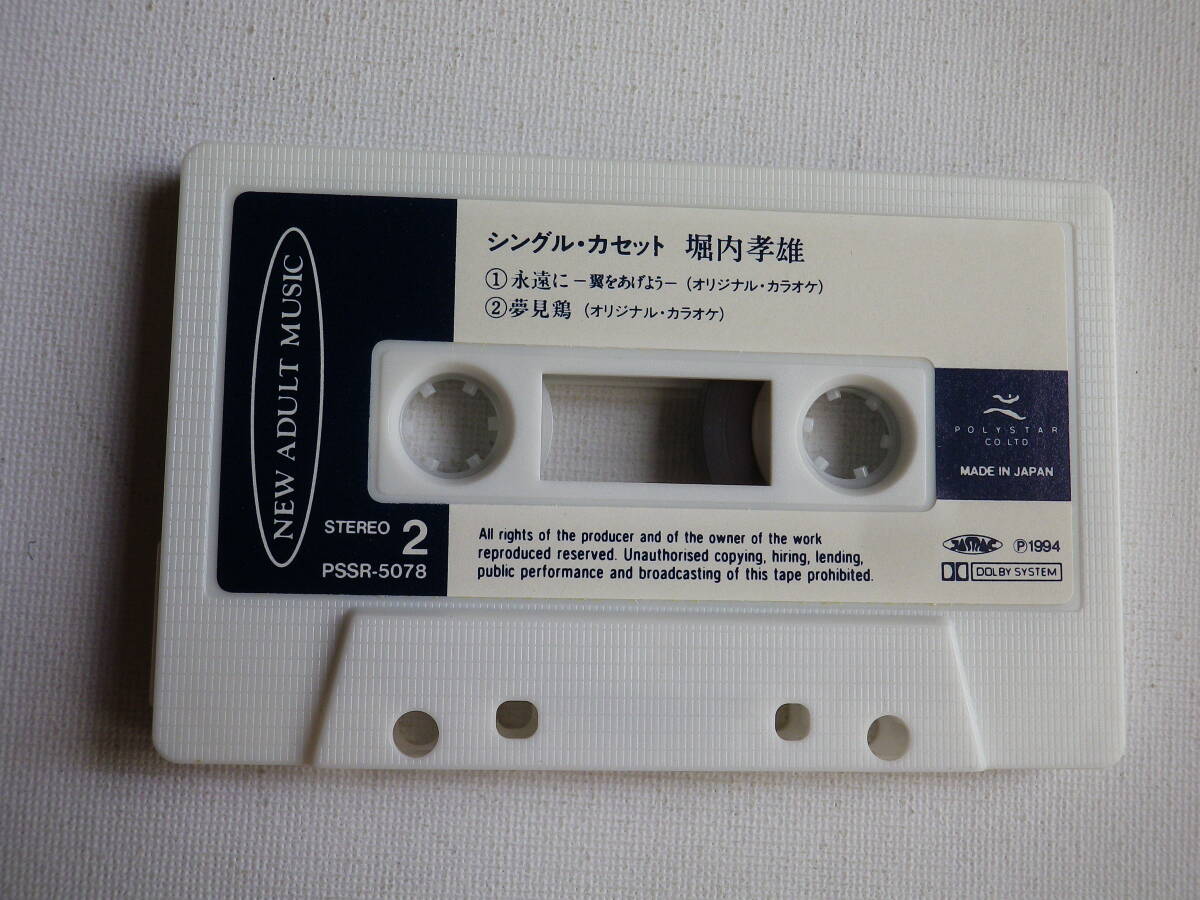 NEW ADULT MUSIC
シングル・カセット 堀内孝雄
①永遠に－翼をあげよう－(オリジナル・カラオケ)
②夢見鶏 (オリジナル・カラオケ)
POLYSTAR
CO.LTD
MADE IN JAPAN
STEREO 2
PSSR-5078
All rights of the producer and of the owner of the work
reproduced reserved. Unauthorised copying, hiring, lending,
public performance and broadcasting of this tape prohibited.
JASRAC ℗1994
DOLBY SYSTEM